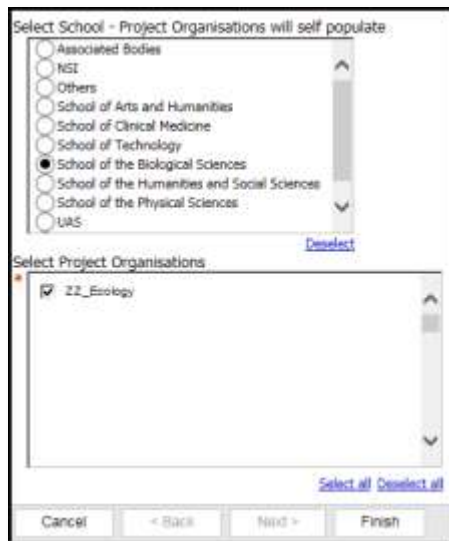 Select School - Project Organisations will self populate
Associated Bodies
NSI
Others
School of Arts and Humanities
School of Clinical Medicine
School of Technology
School of the Biological Sciences
School of the Humanities and Social Sciences
School of the Physical Sciences
UAS
Deselect
Select Project Organisations
* ZZ_Ecology
Select all Deselect all
Cancel < Back Next > Finish